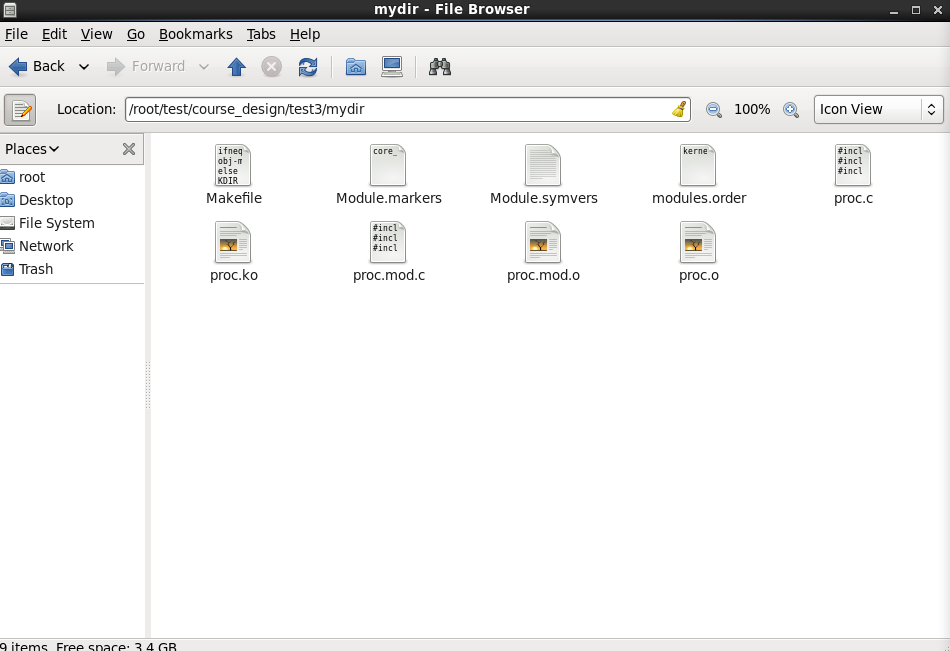 mydir - File Browser
File Edit View Go Bookmarks Tabs Help
Back Forward
Location: /root/test/course_design/test3/mydir 100% Icon View
Places
root
Desktop
File System
Network
Trash
ifneq
obj-m
else
KDIR
Makefile
core_
Module.markers
Module.symvers
kerne
modules.order
#incl
#incl
#incl
proc.c
proc.ko
#incl
#incl
#incl
proc.mod.c
proc.mod.o
proc.o
9 items, Free space: 3.4 GB